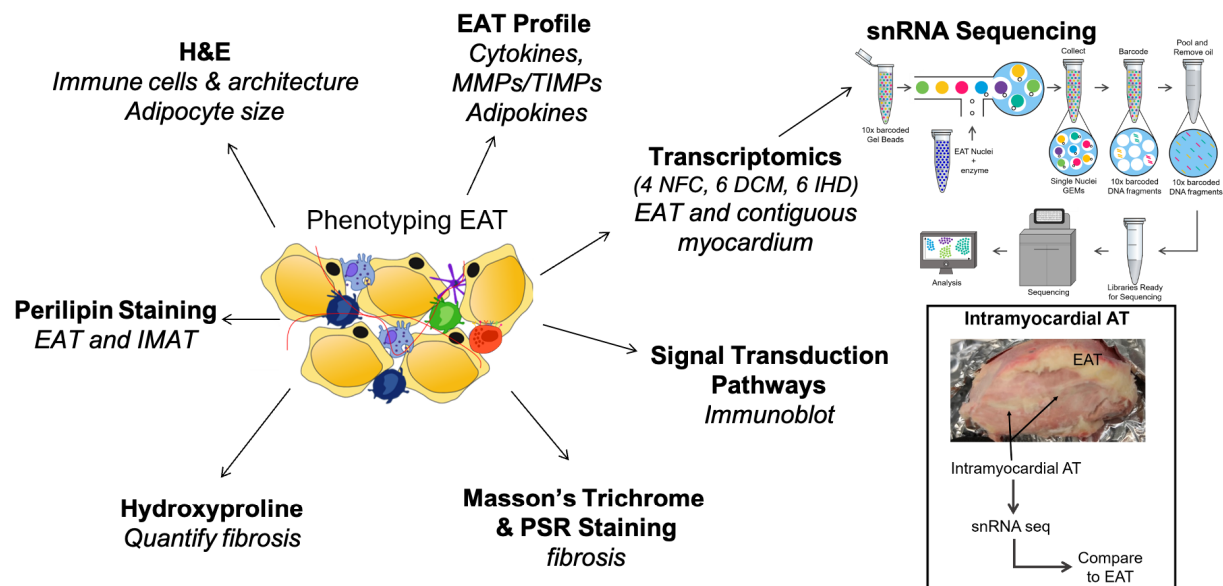 H&E
Immune cells & architecture
Adipocyte size
EAT Profile
Cytokines,
MMPs/TIMPs
Adipokines
Phenotyping EAT
Perilipin Staining
EAT and IMAT
Hydroxyproline
Quantify fibrosis
Masson's Trichrome
& PSR Staining
fibrosis
Signal Transduction
Pathways
Immunoblot
Transcriptomics
(4 NFC, 6 DCM, 6 IHD)
EAT and contiguous
myocardium
snRNA Sequencing
10x barcoded
Gel Beads
EAT Nuclei
+
enzyme
Collect
Single Nuclei
GEMs
Barcode
10x barcoded
DNA fragments
Pool and
Remove oil
10x barcoded
DNA fragments
Libraries Ready
for Sequencing
Sequencing
Analysis
Intramyocardial AT
EAT
Intramyocardial AT
snRNA seq
Compare
to EAT